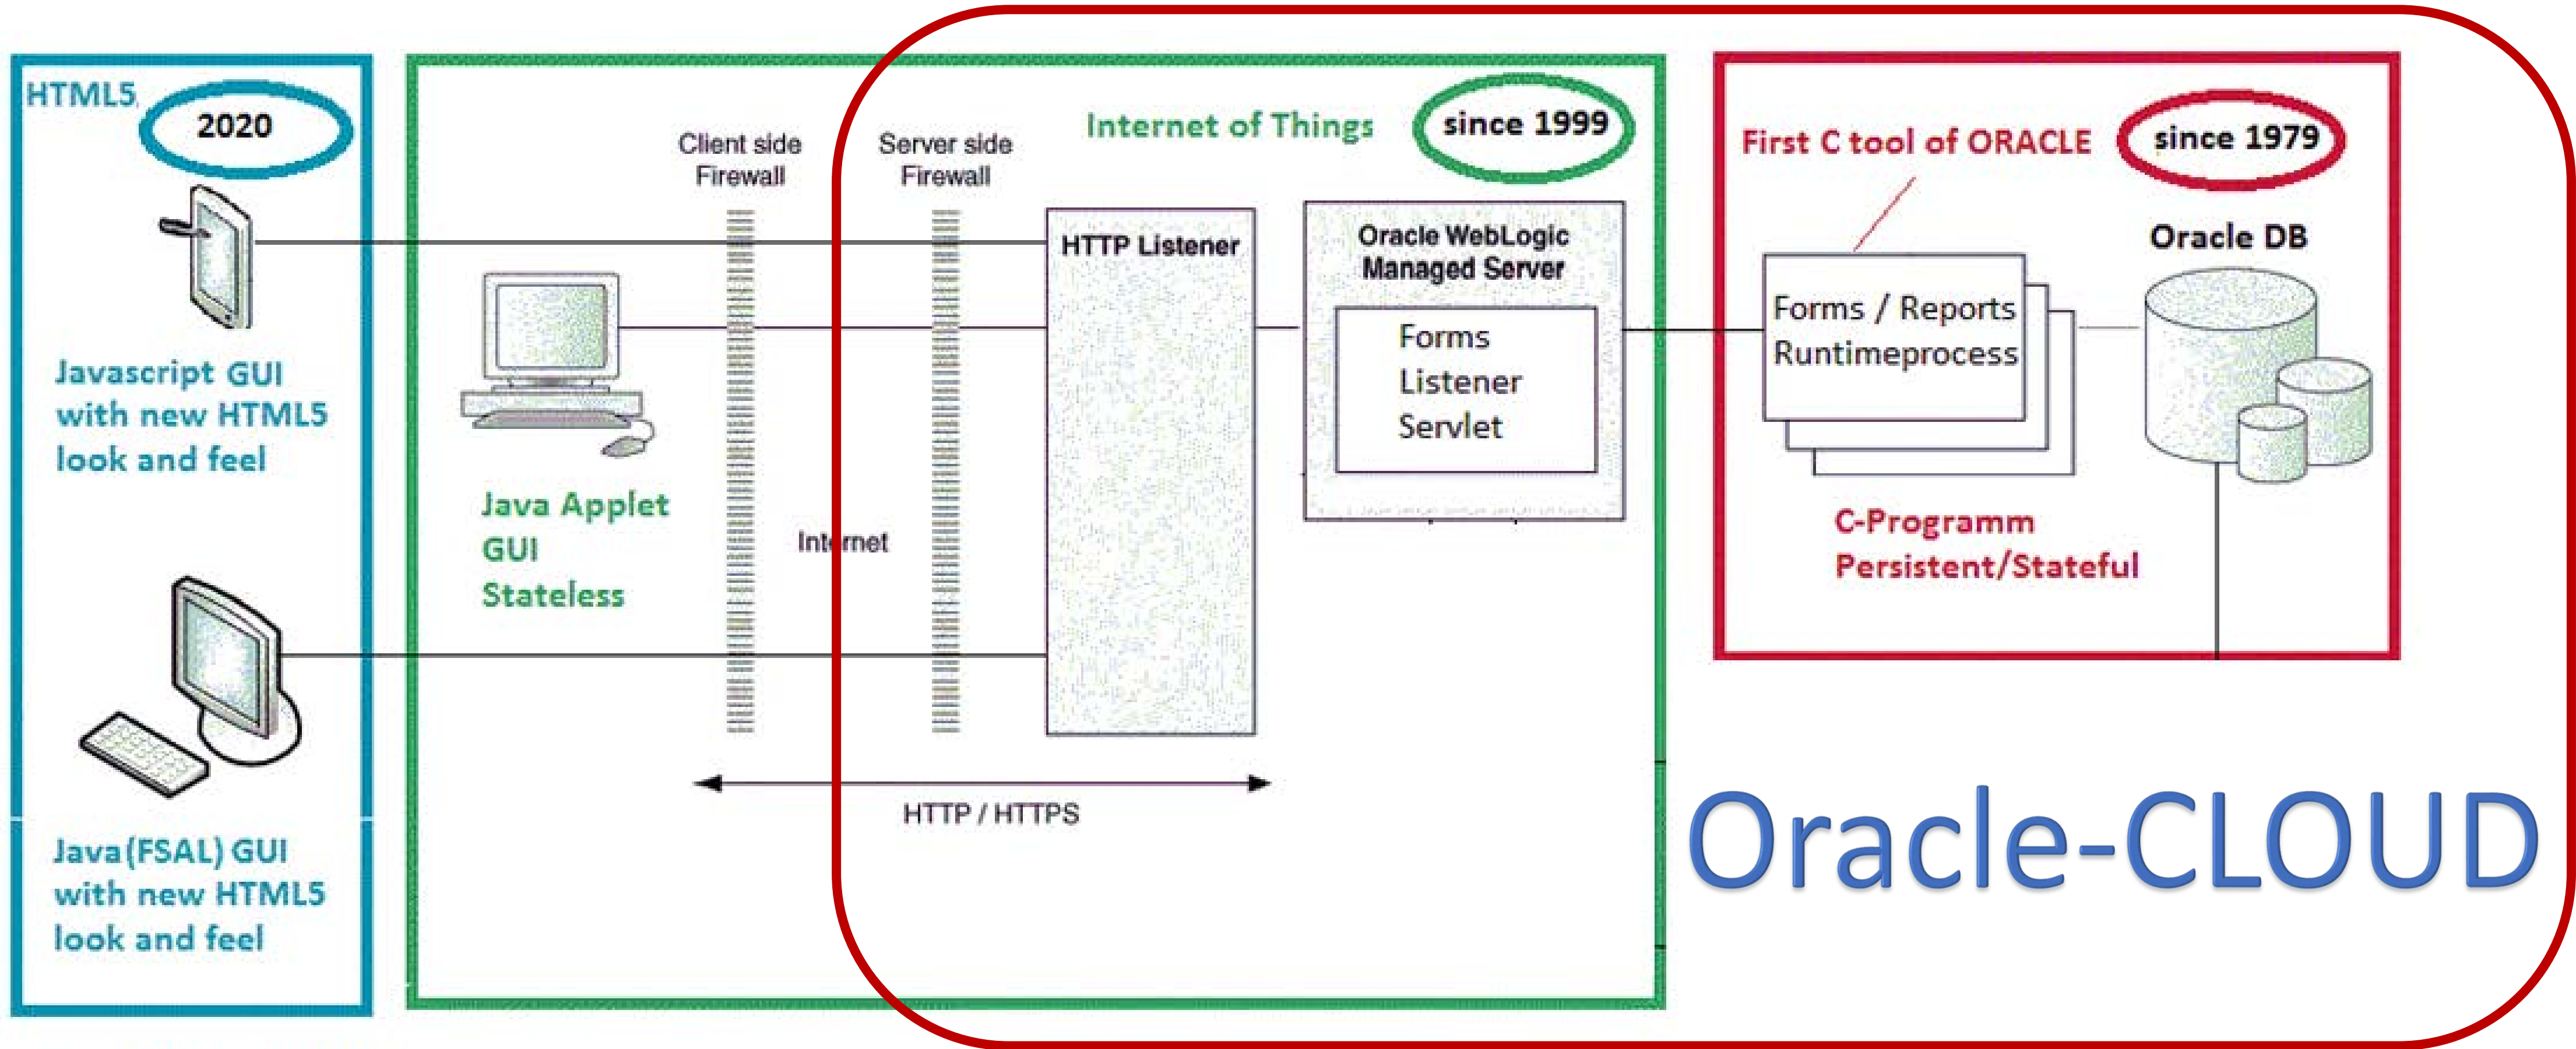 HTML5
2020
Javascript GUI
with new HTML5
look and feel
Java(FSAL) GUI
with new HTML5
look and feel
Client side
Firewall
Server side
Firewall
Internet of Things
since 1999
Java Applet
GUI
Stateless
Internet
HTTP Listener
Oracle WebLogic
Managed Server
Forms
Listener
Servlet
HTTP / HTTPS
First C tool of ORACLE
since 1979
Oracle DB
Forms / Reports
Runtimeprocess
C-Programm
Persistent/Stateful
Oracle-CLOUD